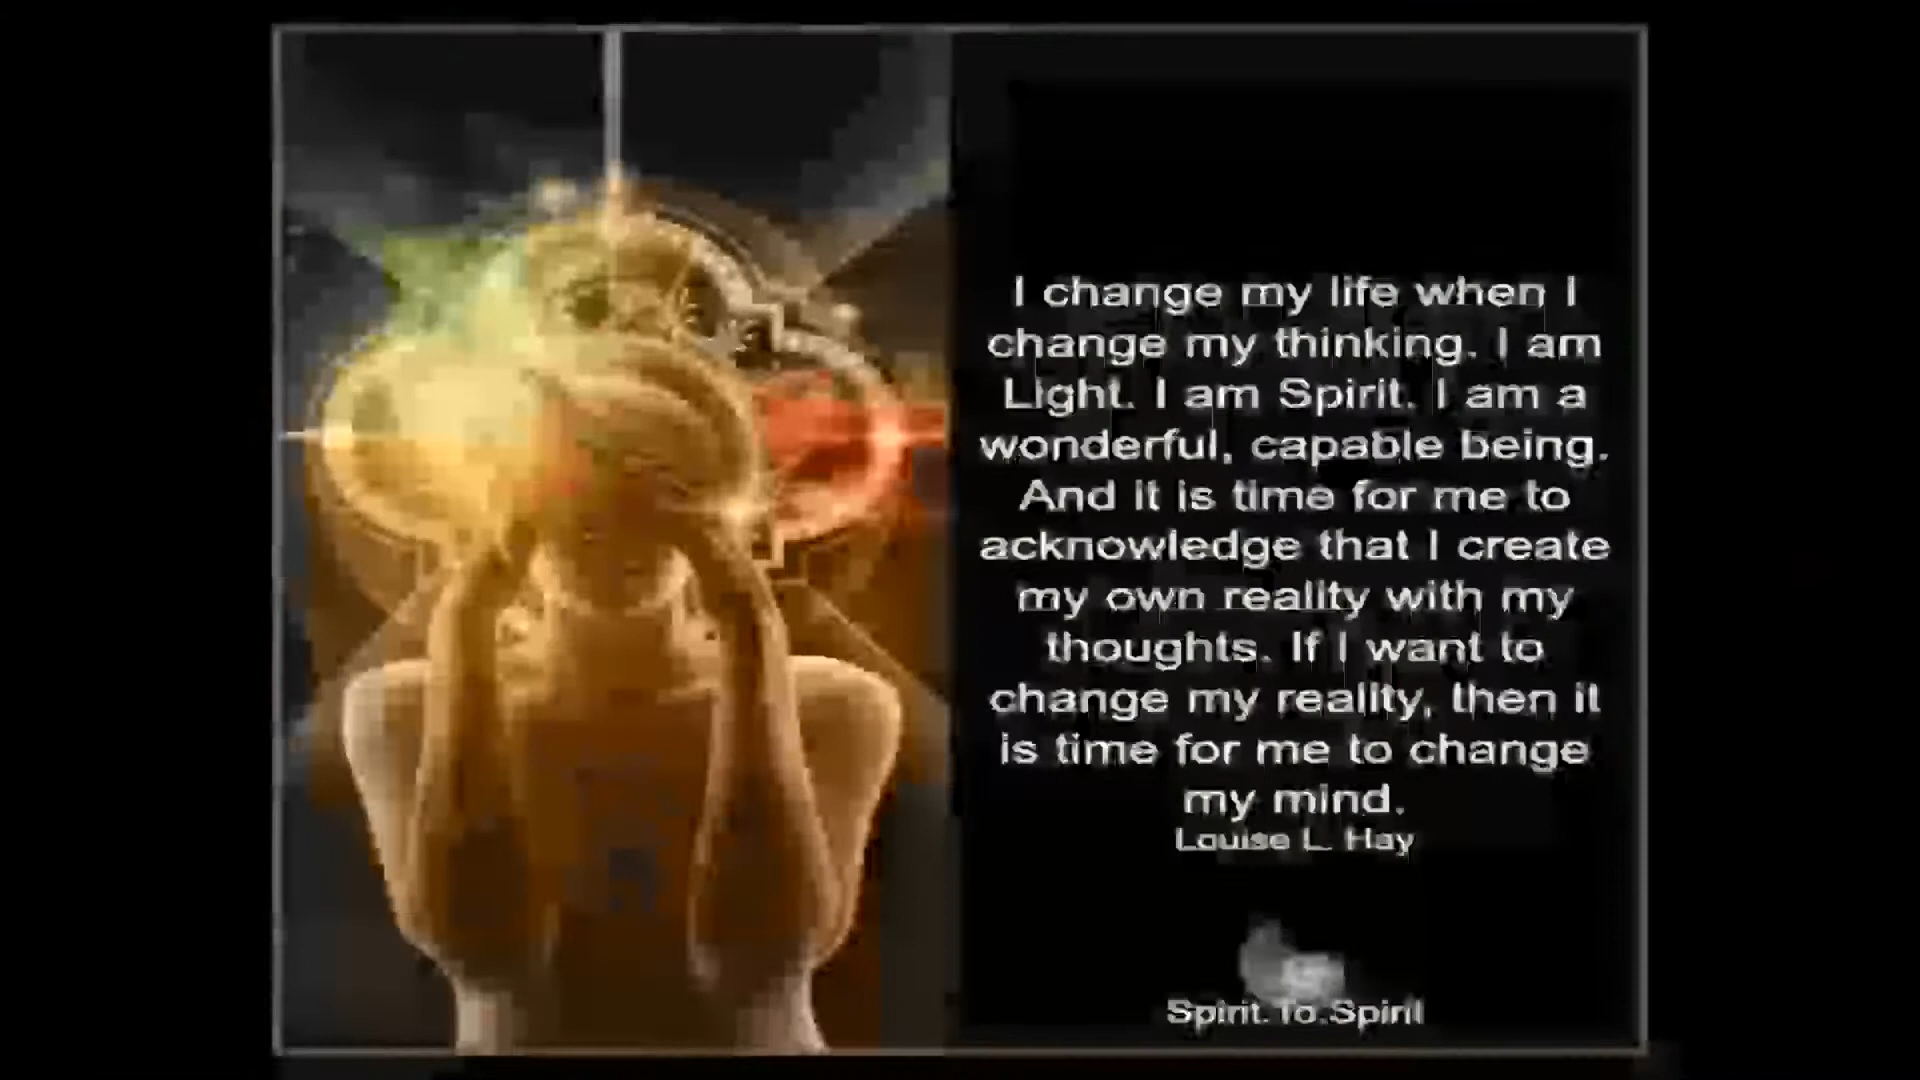 I change my life when I
change my thinking. I am
Light. I am Spirit. I am a
wonderful, capable being.
And it is time for me to
acknowledge that I create
my own reality with my
thoughts. If I want to
change my reality, then it
is time for me to change
my mind.
Louise L. Hay
Spirit.To.Spirit